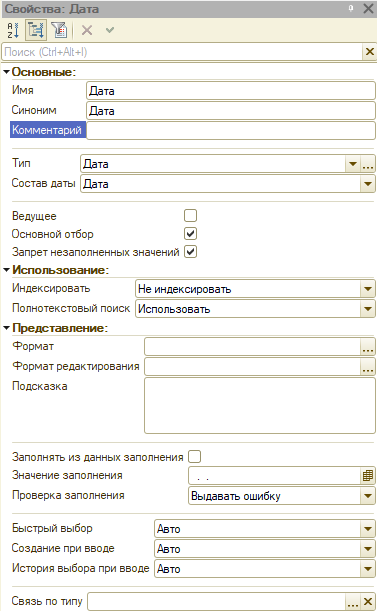 Свойства: Дата
Поиск (Ctrl+Alt+I)
Основные:
Имя Дата
Синоним Дата
Комментарий
Тип Дата ...
Состав даты Дата
Ведущее
Основной отбор
Запрет незаполненных значений
Использование:
Индексировать Не индексировать
Полнотекстовый поиск Использовать
Представление:
Формат ...
Формат редактирования ...
Подсказка
Заполнять из данных заполнения
Значение заполнения . .
Проверка заполнения Выдавать ошибку
Быстрый выбор Авто
Создание при вводе Авто
История выбора при вводе Авто
Связь по типу ...